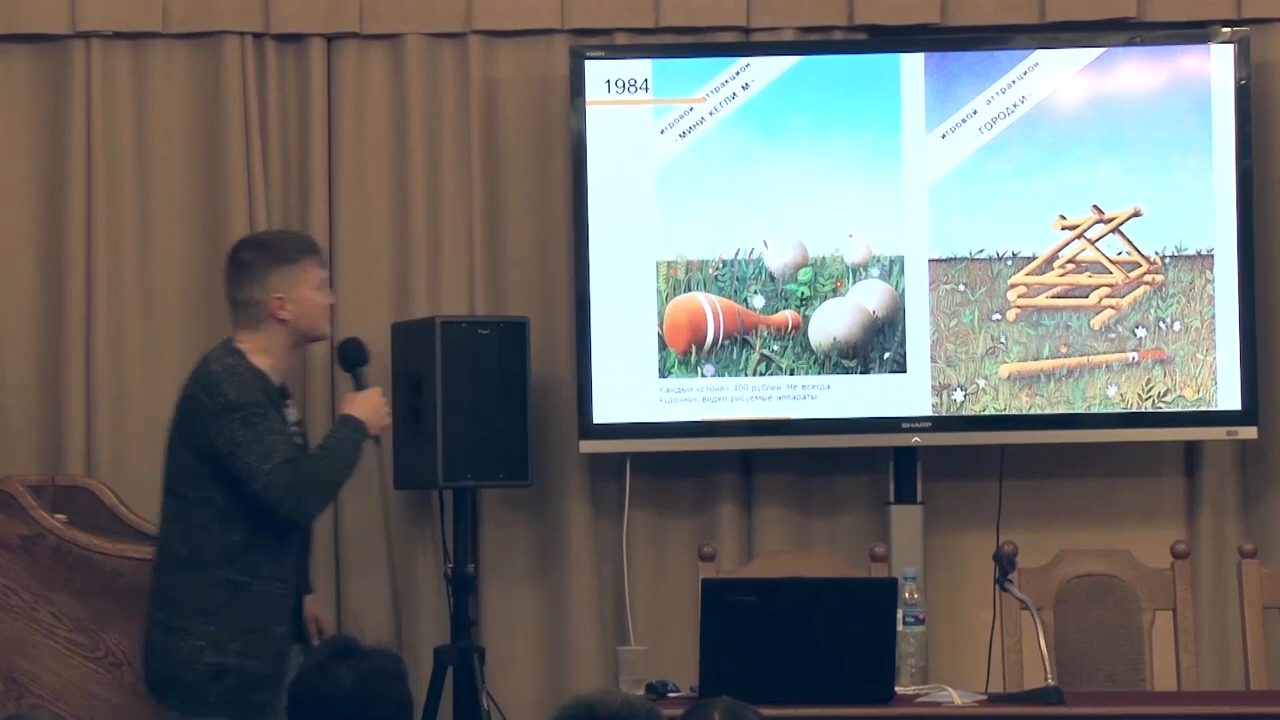 1984
игровой аттракцион
-МИНИ КЕГЛИ М-
игровой аттракцион
-ГОРОДКИ-
Каждый «стоил» 400 рублей. Не всегда
художник видел рисуемые аппараты.
SHARP